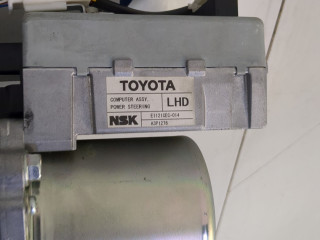 TOYOTA
COMPUTER ASSY,
POWER STEERING
LHD
NSK